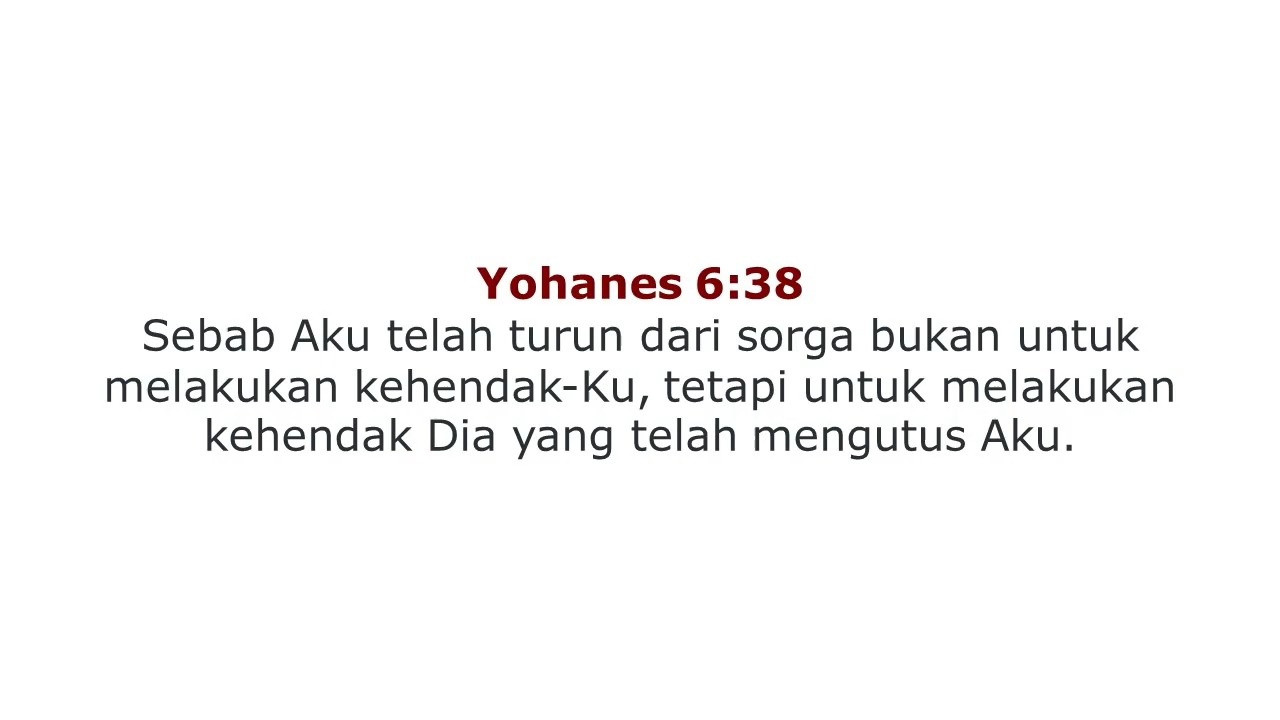 Yohanes 6:38
Sebab Aku telah turun dari sorga bukan untuk
melakukan kehendak-Ku, tetapi untuk melakukan
kehendak Dia yang telah mengutus Aku.